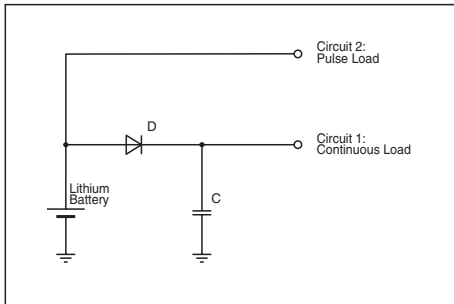 Circuit 2:
Pulse Load
D
Circuit 1:
Continuous Load
Lithium
Battery
C